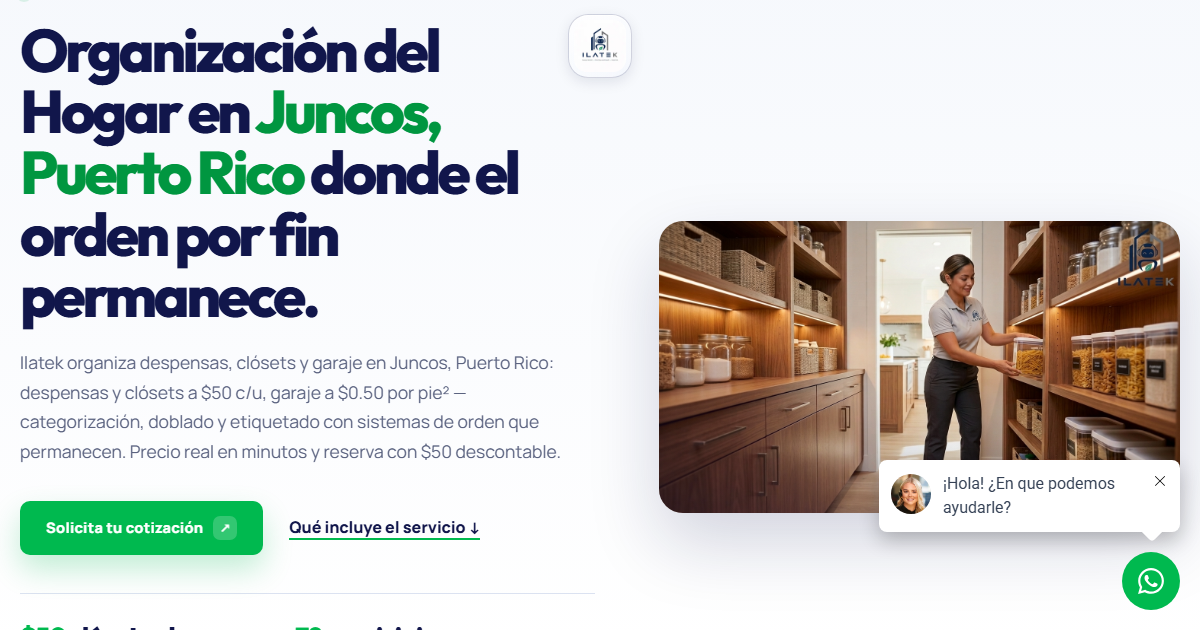 ILATEK
Organización del
Hogar en Juncos,
Puerto Rico donde el
orden por fin
permanece.
Ilatek organiza despensas, clósets y garaje en Juncos, Puerto Rico:
despensas y clósets a $50 c/u, garaje a $0.50 por pie² —
categorización, doblado y etiquetado con sistemas de orden que
permanecen. Precio real en minutos y reserva con $50 descontable.
Solicita tu cotización ↗
Qué incluye el servicio ↓
ILATEK
¡Hola! ¿En que podemos
ayudarle?